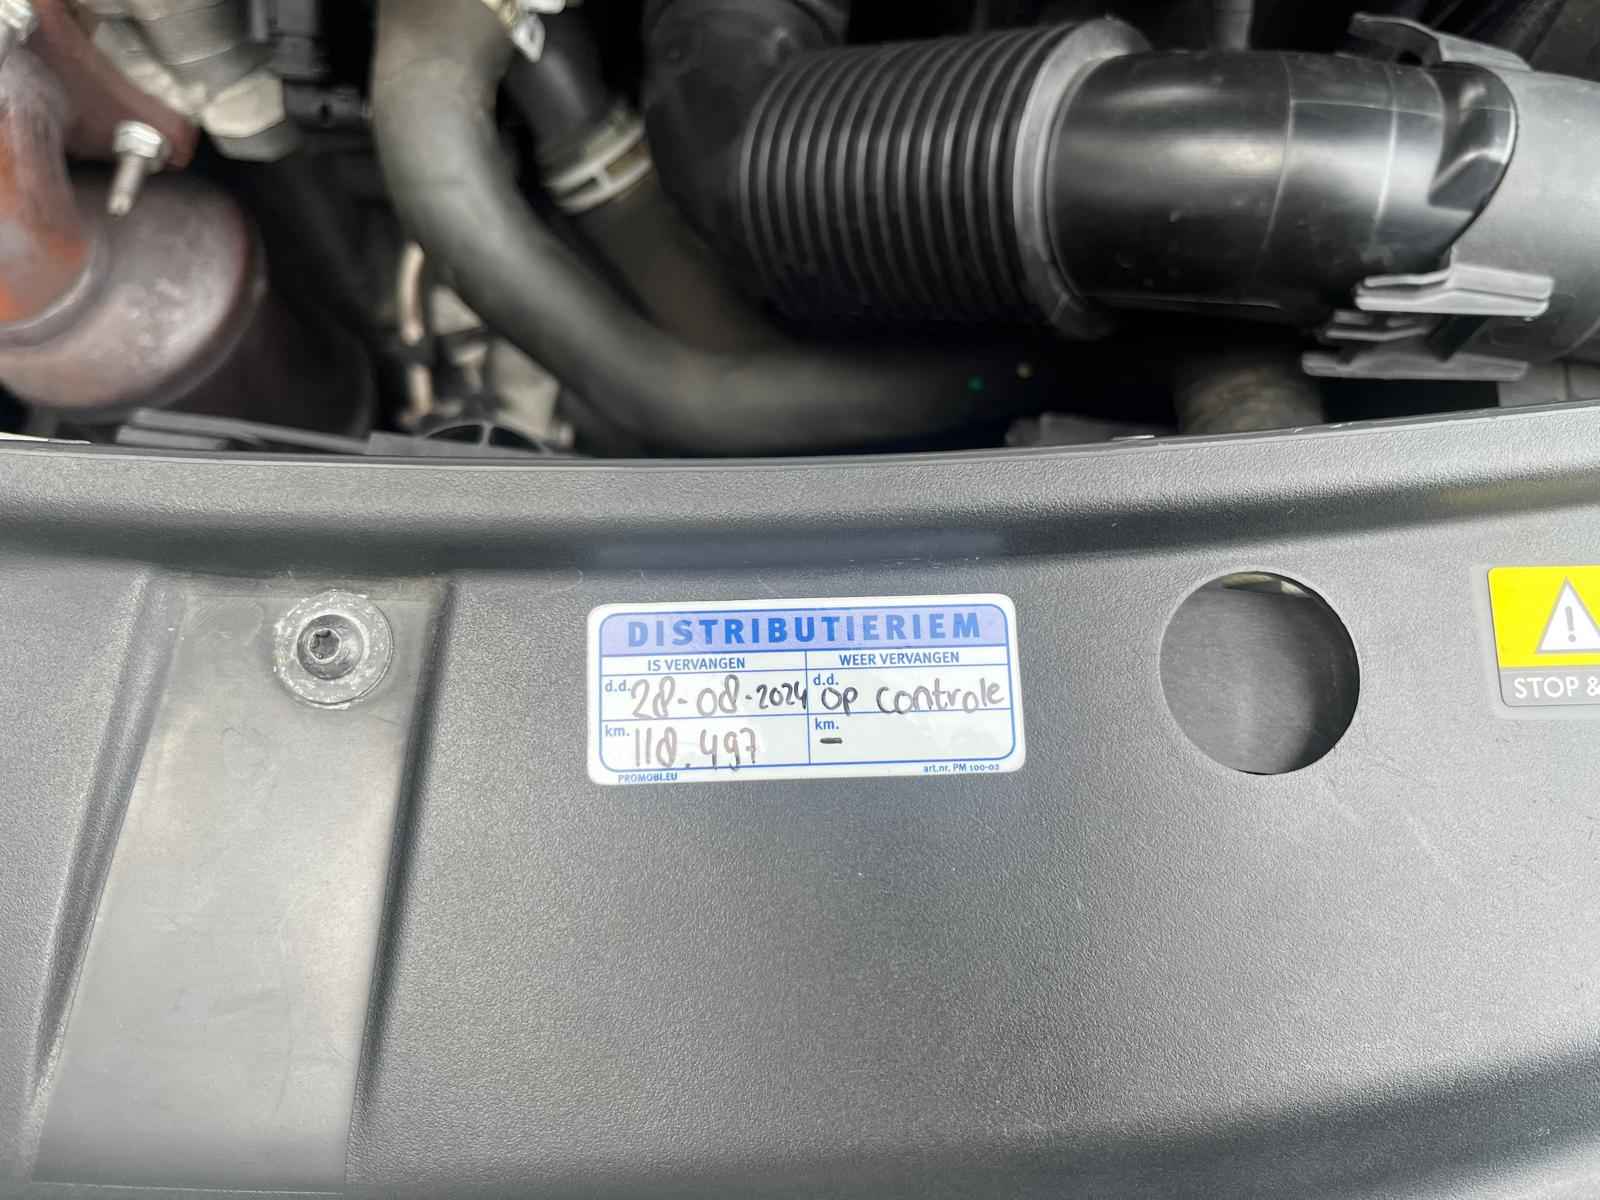 DISTRIBUTIERIEM
IS VERVANGEN WEER VERVANGEN
d.d. 28-08-2024 d.d. op controle
km. 118.497 km. -
PROMOBI.EU art.nr. PM 100-02
STOP &